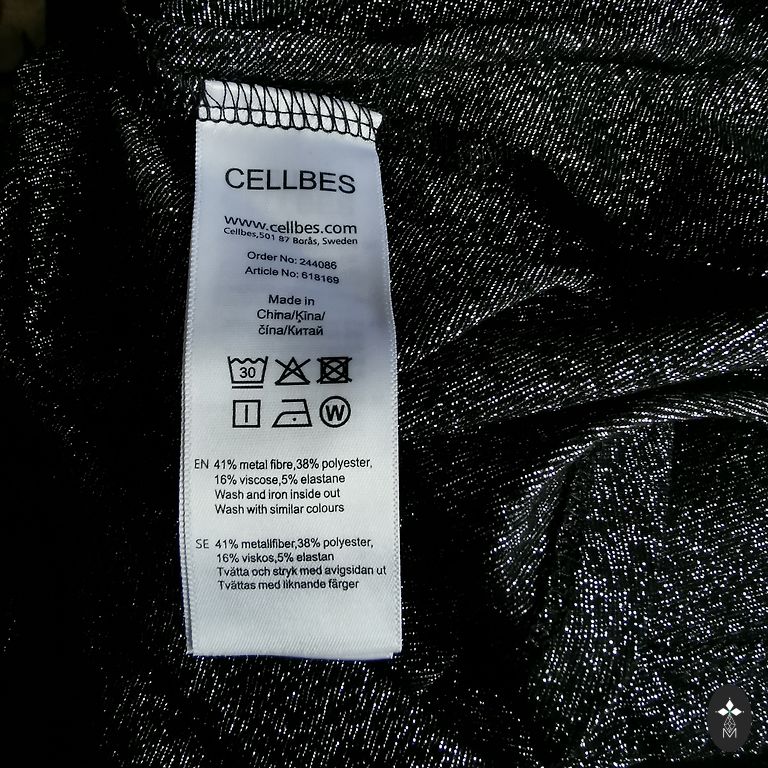 CELLBES
www.cellbes.com
Cellbes,501 87 Borås, Sweden
Order No: 244086
Article No: 618169
Made in
China/Ķīna/
čína/Китай
30
W
EN 41% metal fibre,38% polyester,
16% viscose,5% elastane
Wash and iron inside out
Wash with similar colours
SE 41% metallfiber,38% polyester,
16% viskos,5% elastan
Tvätta och stryk med avigsidan ut
Tvättas med liknande färger